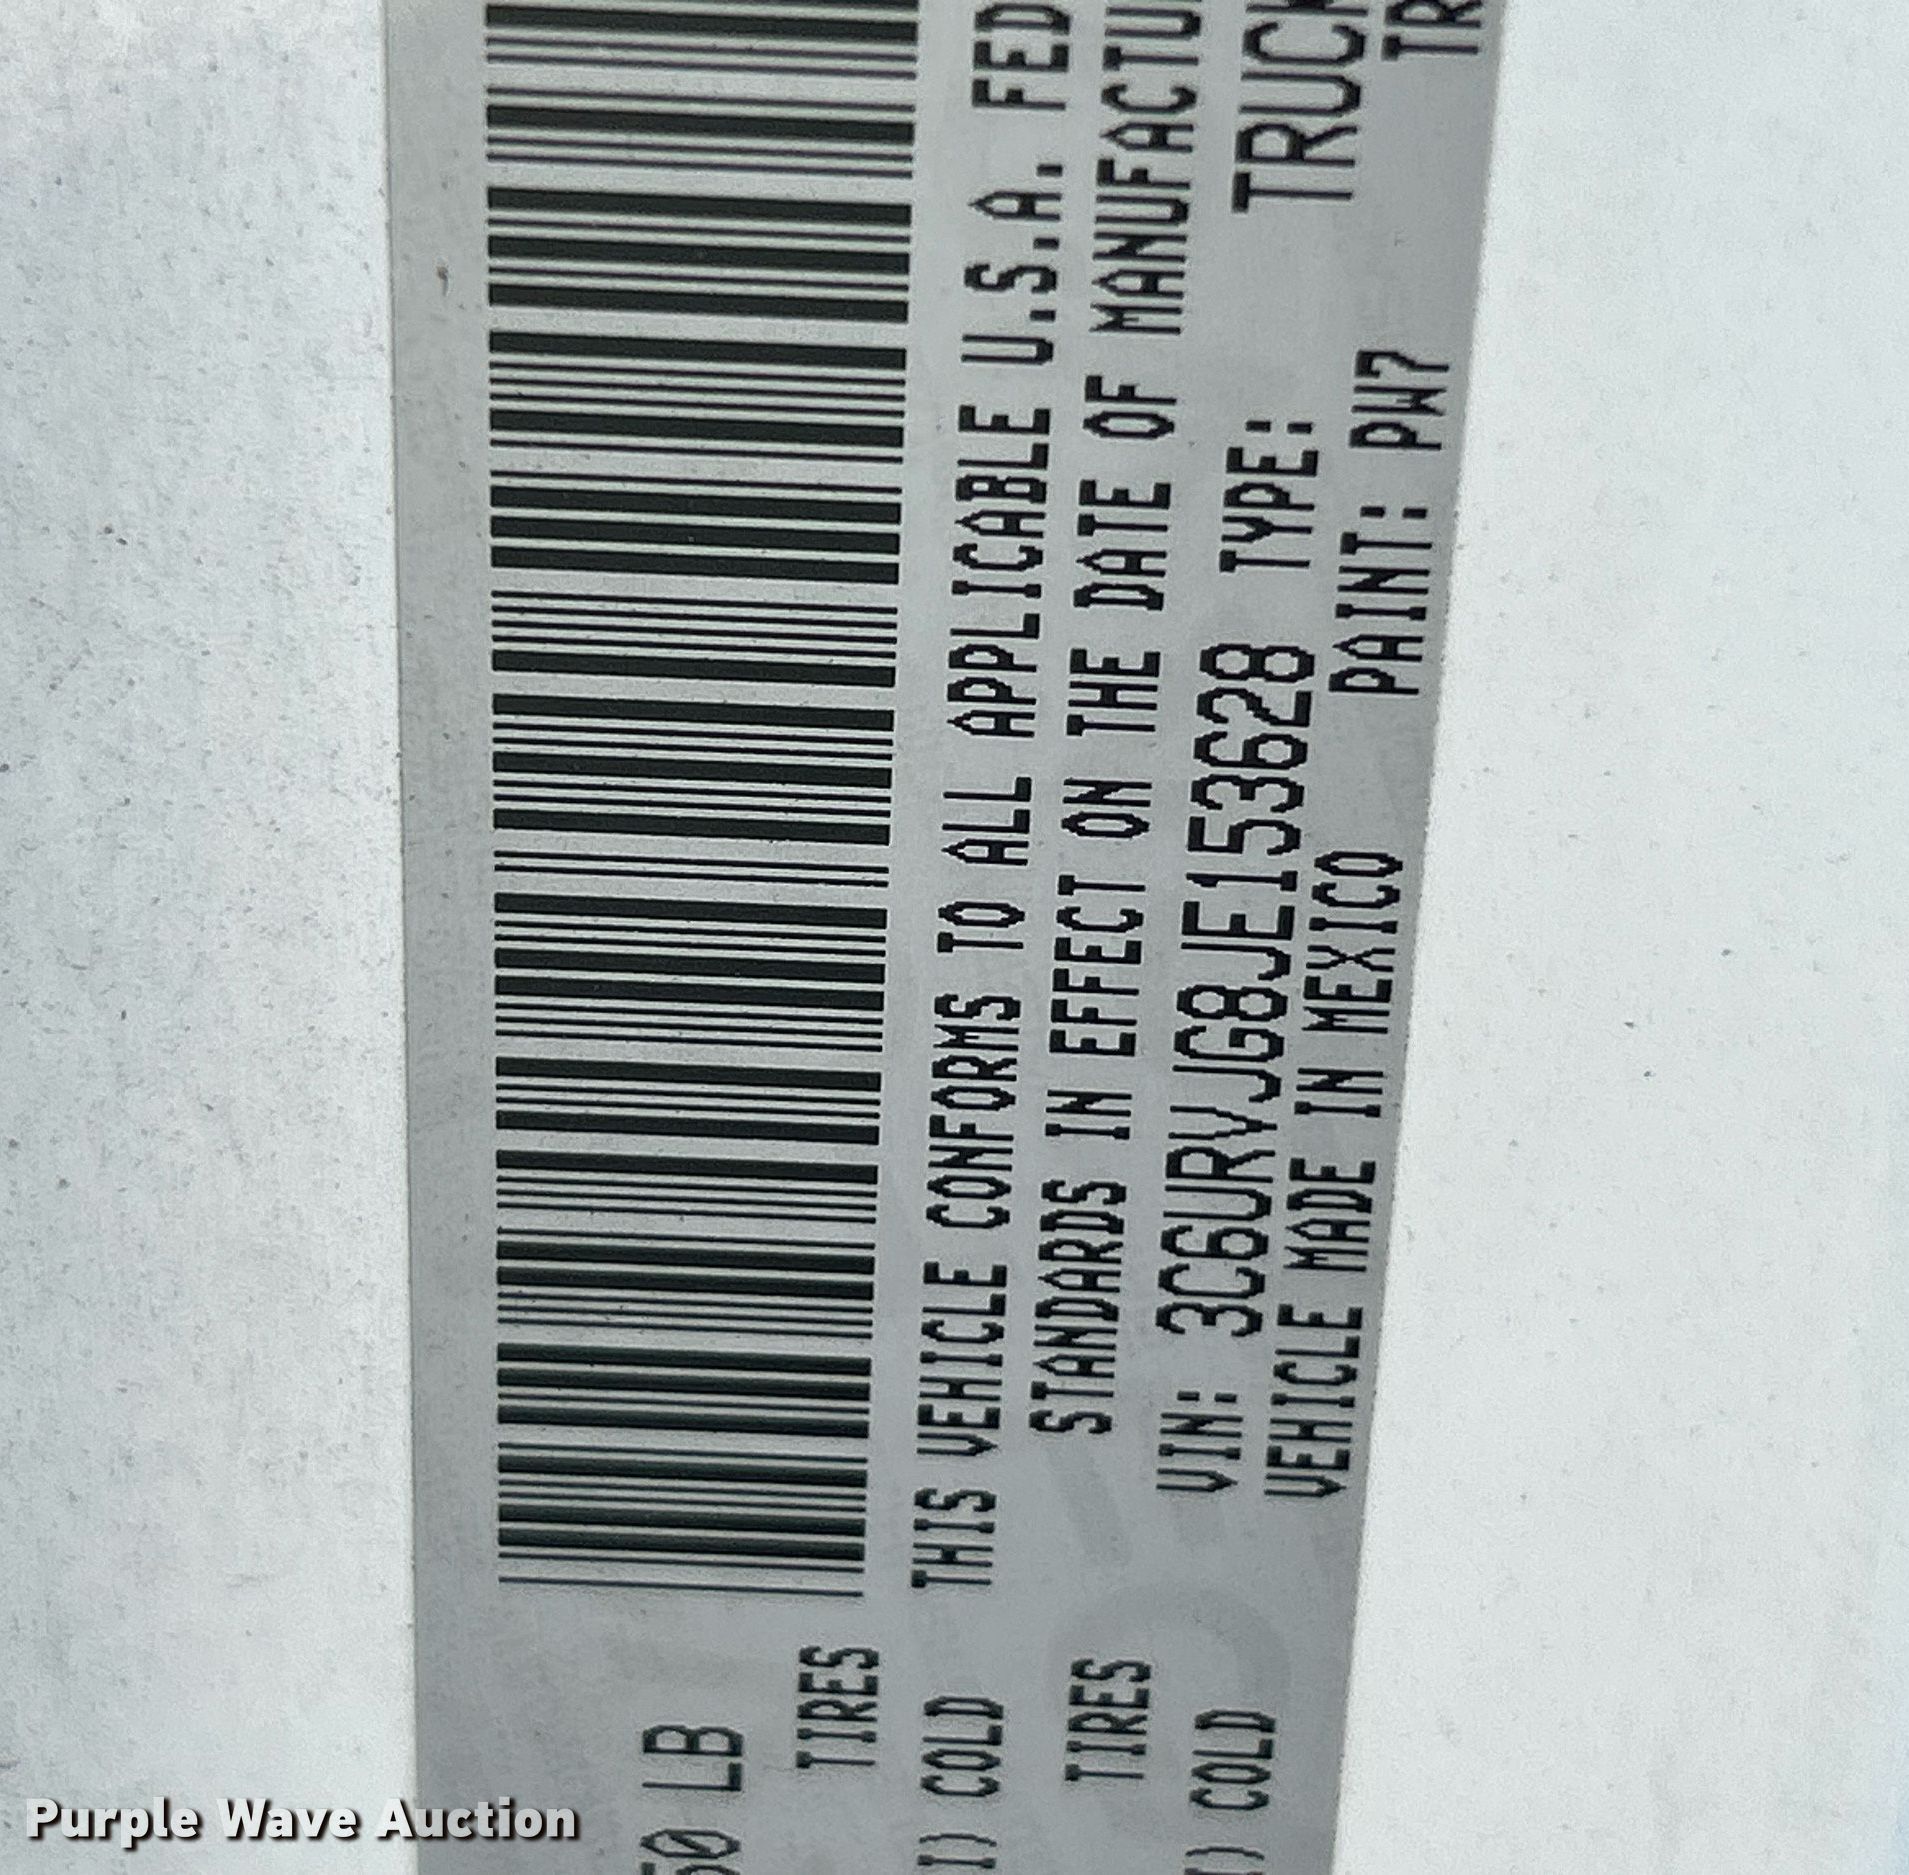 50 LB
TIRES
I) COLD
TIRES
I) COLD
THIS VEHICLE CONFORMS TO ALL APPLICABLE U.S.A. FED
STANDARDS IN EFFECT ON THE DATE OF MANUFACTU
VIN: 3C6URVJG8JE153628 TYPE: TRUCK
VEHICLE MADE IN MEXICO PAINT: PW7 TR
Purple Wave Auction